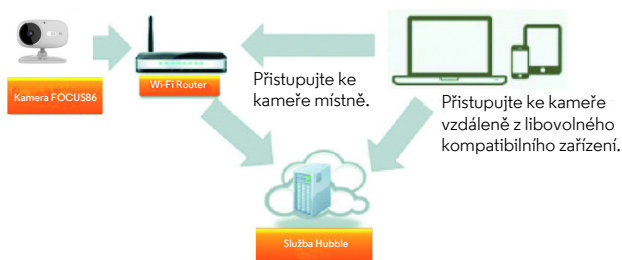 Kamera FOCUS86
Wi-Fi Router
Přistupujte ke
kameře místně.
Přistupujte ke kameře
vzdáleně z libovolného
kompatibilního zařízení.
Služba Hubble